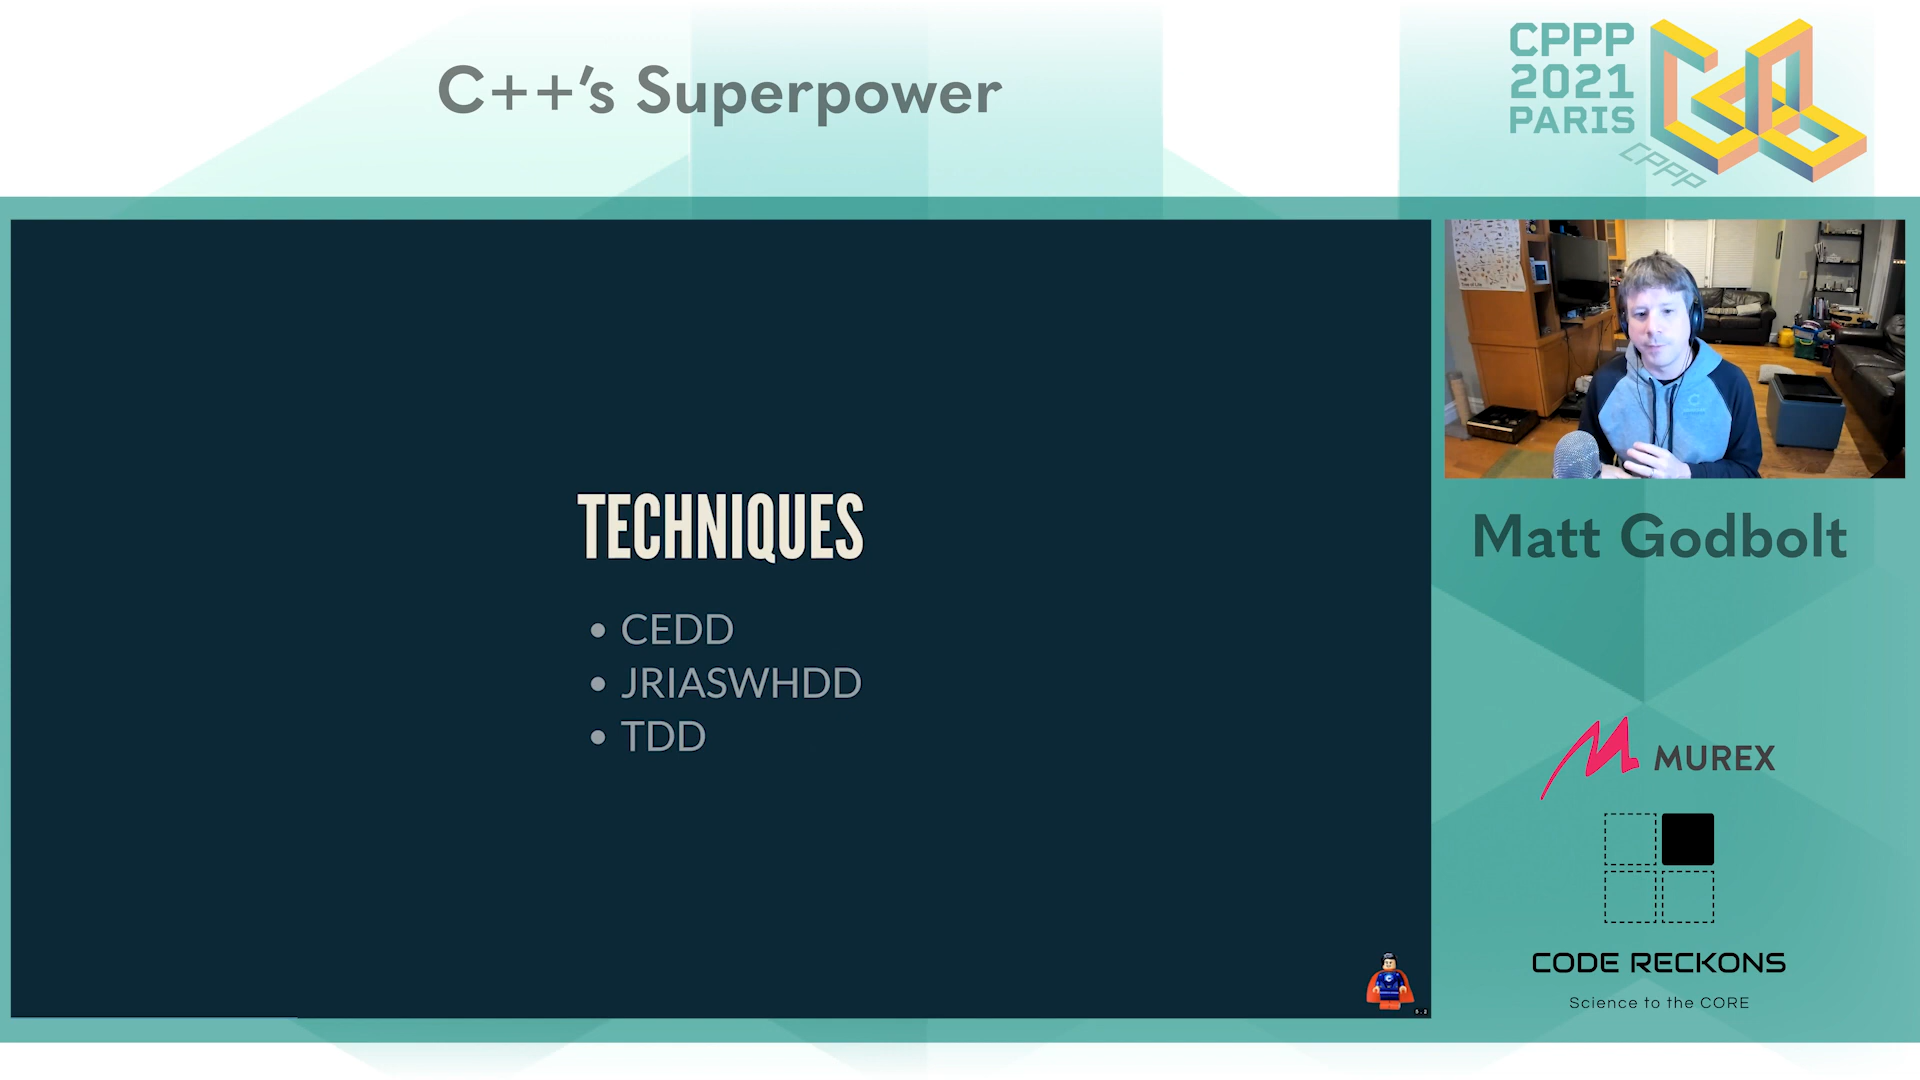 C++’s Superpower
CPPP
2021
PARIS
CPPP
TECHNIQUES
• CEDD
• JRIASWHDD
• TDD
Matt Godbolt
MUREX
CODE RECKONS
Science to the CORE